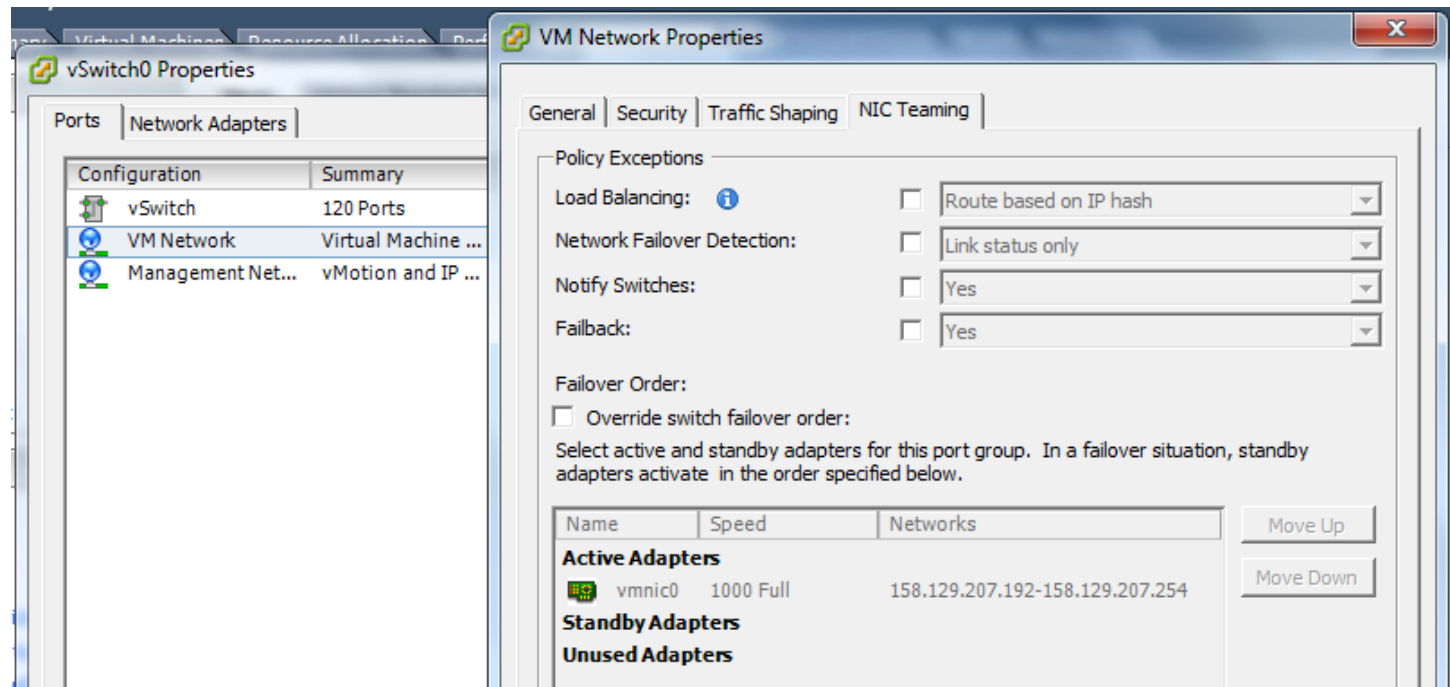 Virtual Machines
Resource Allocation
vSwitch0 Properties
Ports
Network Adapters
Configuration
Summary
vSwitch
120 Ports
VM Network
Virtual Machine ...
Management Net...
vMotion and IP ...
VM Network Properties
X
General
Security
Traffic Shaping
NIC Teaming
Policy Exceptions
Load Balancing:
Route based on IP hash
Network Failover Detection:
Link status only
Notify Switches:
Yes
Failback:
Yes
Failover Order:
Override switch failover order:
Select active and standby adapters for this port group. In a failover situation, standby
adapters activate in the order specified below.
Name
Speed
Networks
Move Up
Active Adapters
vmnic0
1000 Full
158.129.207.192-158.129.207.254
Move Down
Standby Adapters
Unused Adapters